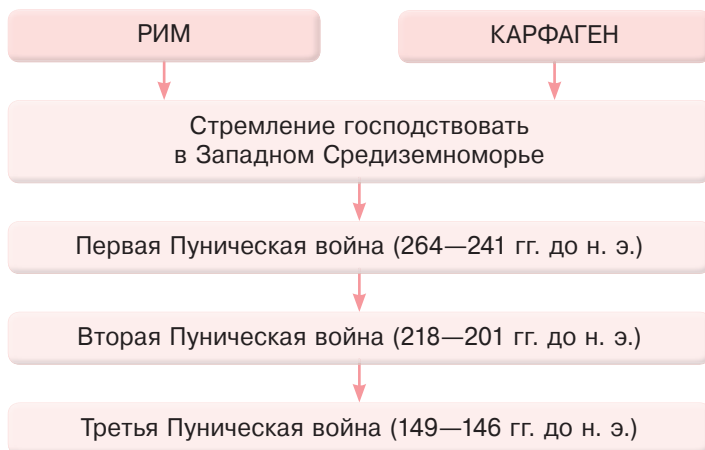 РИМ
КАРФАГЕН
Стремление господствовать
в Западном Средиземноморье
Первая Пуническая война (264—241 гг. до н. э.)
Вторая Пуническая война (218—201 гг. до н. э.)
Третья Пуническая война (149—146 гг. до н. э.)